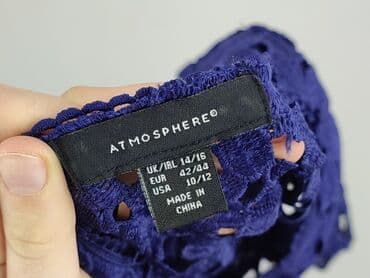 ATMOSPHERE®
UK/IRL 14/16
EUR 42/44
USA 10/12
MADE IN
CHINA